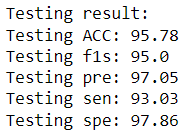 Testing result:
Testing ACC: 95.78
Testing f1s: 95.0
Testing pre: 97.05
Testing sen: 93.03
Testing spe: 97.86